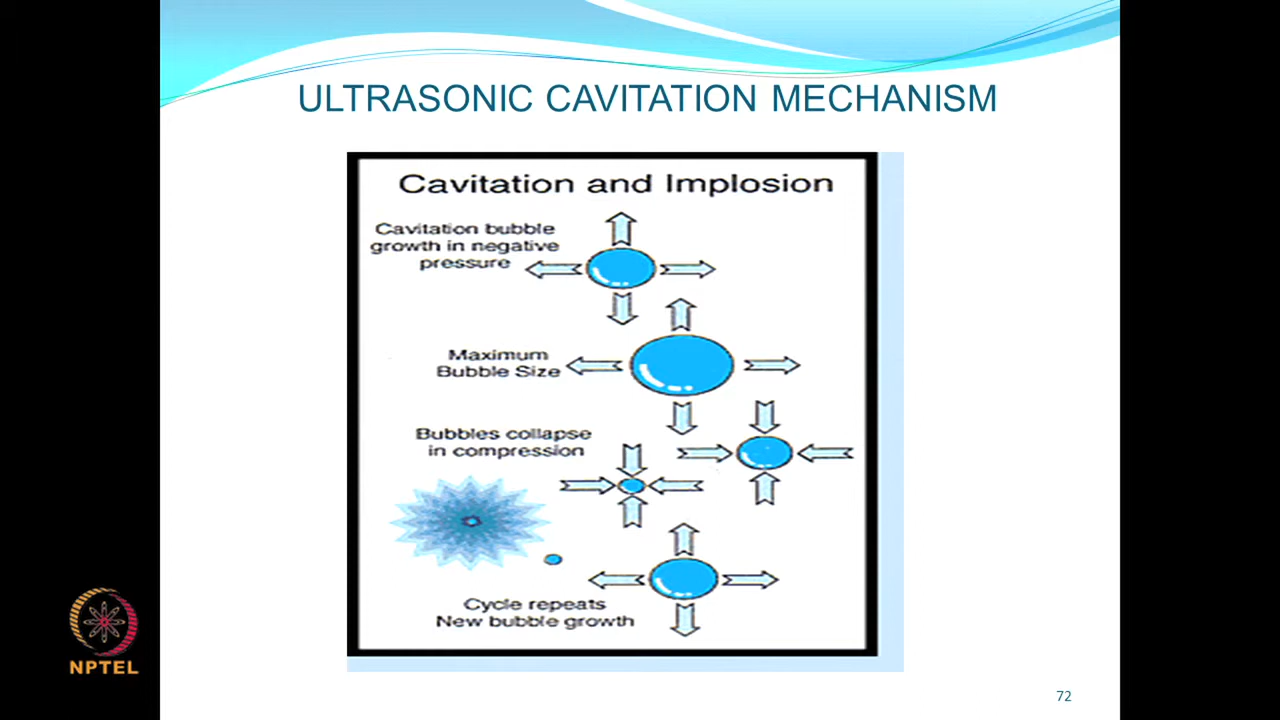 ULTRASONIC CAVITATION MECHANISM
Cavitation and Implosion
Cavitation bubble
growth in negative
pressure
Maximum
Bubble Size
Bubbles collapse
in compression
Cycle repeats
New bubble growth
NPTEL
72